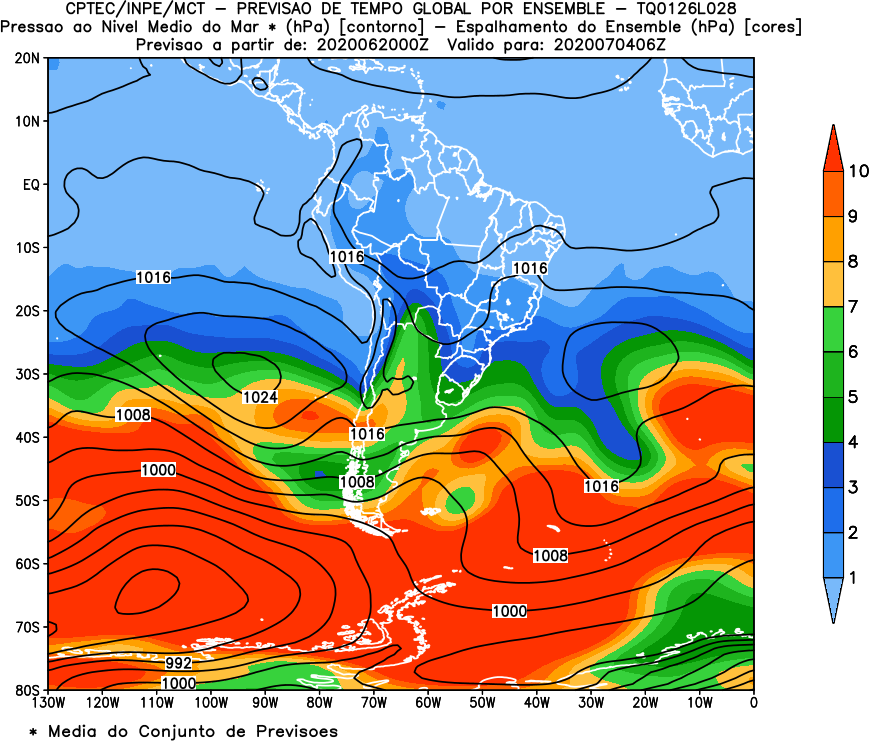 CPTEC/INPE/MCT – PREVISAO DE TEMPO GLOBAL POR ENSEMBLE – TQ0126L028
Pressao ao Nivel Medio do Mar * (hPa) [contorno] – Espalhamento do Ensemble (hPa) [cores]
Previsao a partir de: 2020062000Z Valido para: 2020070406Z
20N
10N
EQ
10S
20S
30S
40S
50S
60S
70S
80S
1016
1016
1016
1024
1008
1016
1000
1008
1016
1008
1000
992
1000
10
9
8
7
6
5
4
3
2
1
130W 120W 110W 100W 90W 80W 70W 60W 50W 40W 30W 20W 10W 0
* Media do Conjunto de Previsoes